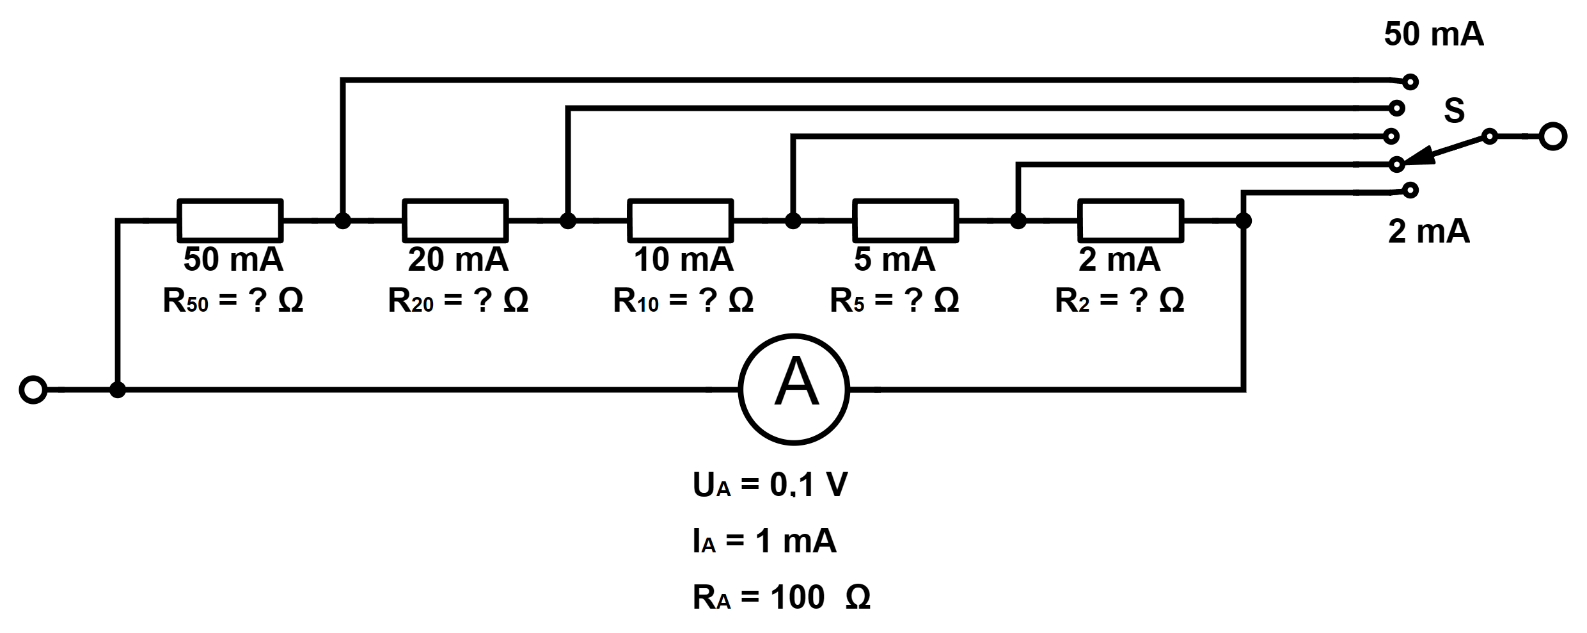 50 mA
S
2 mA
50 mA 20 mA 10 mA 5 mA 2 mA
R50 = ? Ω R20 = ? Ω R10 = ? Ω R5 = ? Ω R2 = ? Ω
A
UA = 0,1 V
IA = 1 mA
RA = 100 Ω